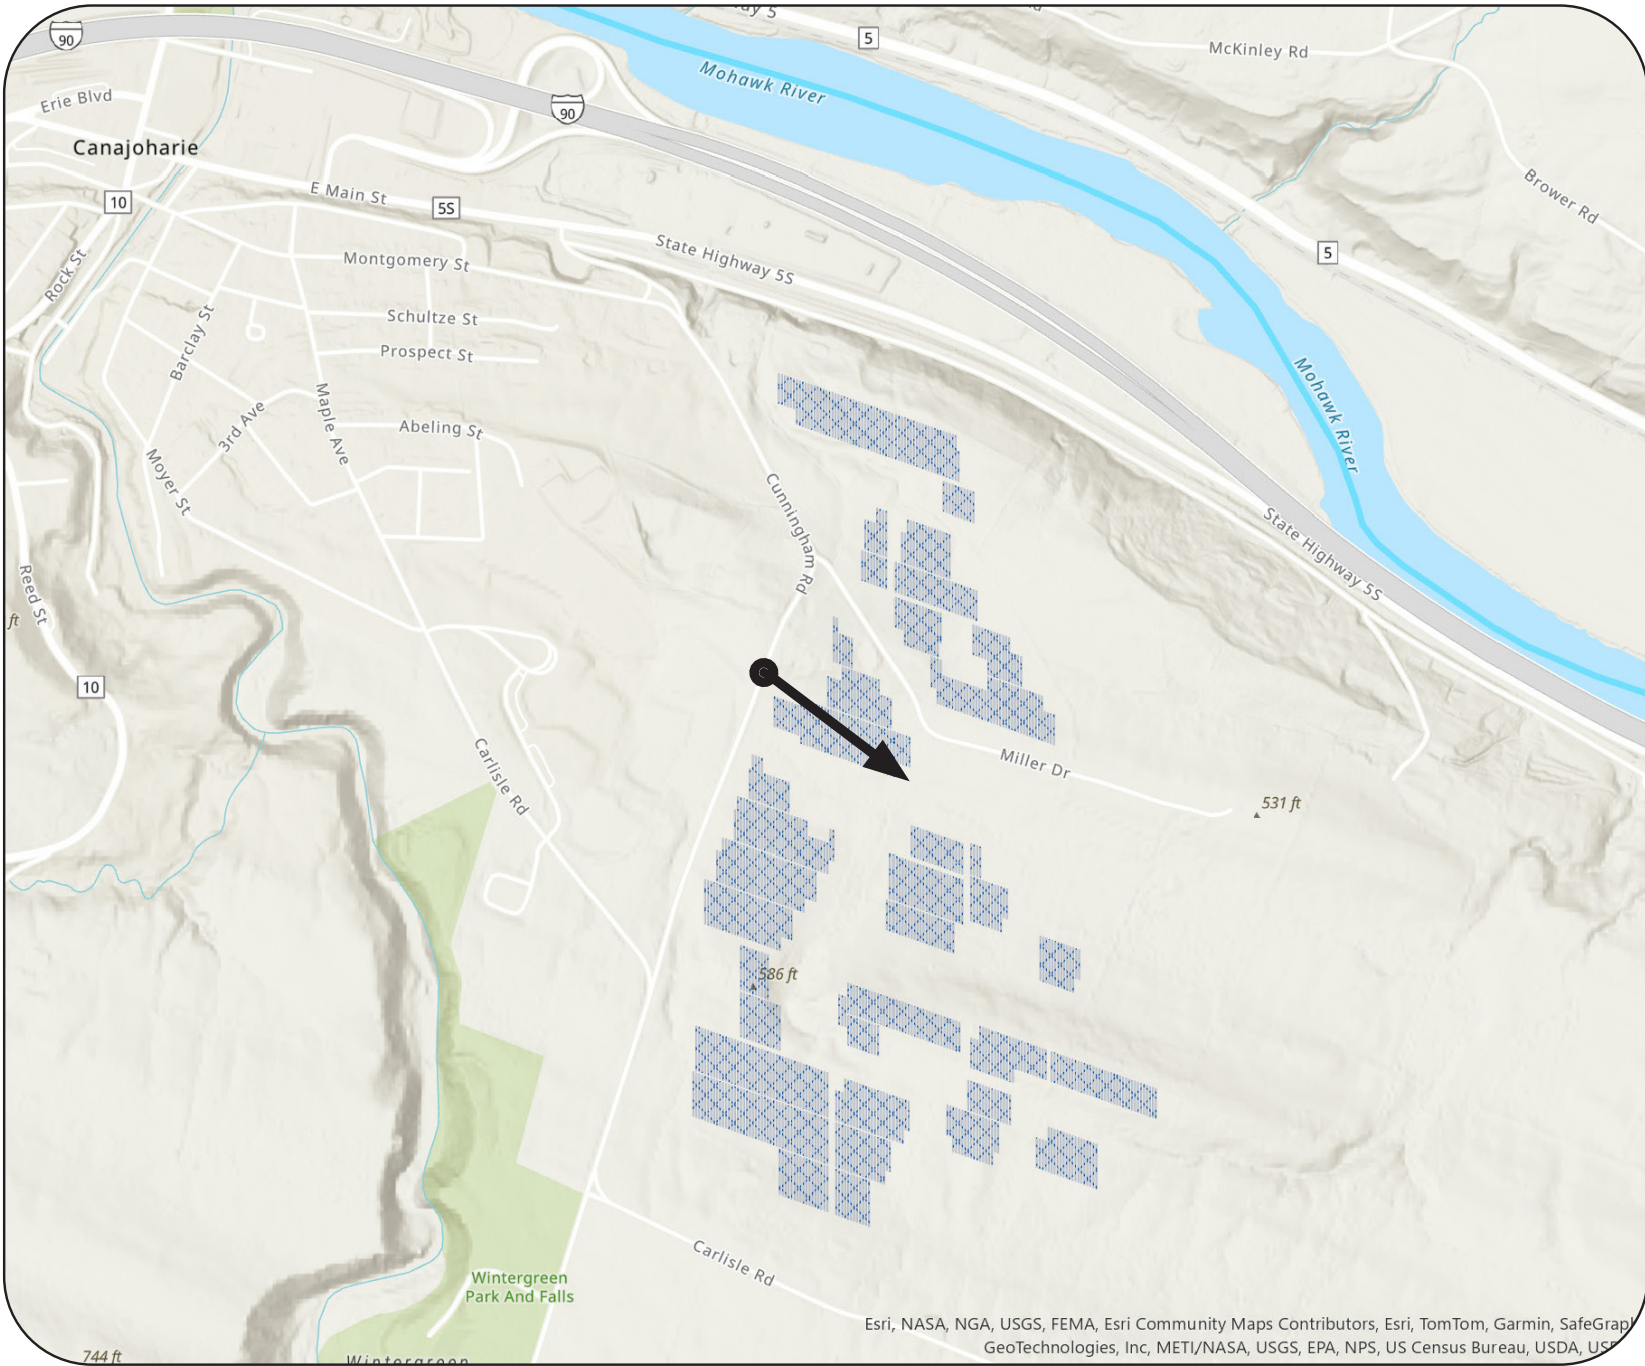 ay 5
90
5
McKinley Rd
Mohawk River
Erie Blvd
90
Canajoharie
10
E Main St
5S
Brower Rd
State Highway 5S
5
Montgomery St
Rock St
Schultze St
Barclay St
Prospect St
Mohawk River
Maple Ave
3rd Ave
Abeling St
Moyer St
Cunningham Rd
State Highway 5S
Reed St
ft
10
Carlisle Rd
Miller Dr
531 ft
586 ft
Carlisle Rd
Wintergreen
Park And Falls
Esri, NASA, NGA, USGS, FEMA, Esri Community Maps Contributors, Esri, TomTom, Garmin, SafeGrap
GeoTechnologies, Inc, METI/NASA, USGS, EPA, NPS, US Census Bureau, USDA, US
744 ft
Wintergreen